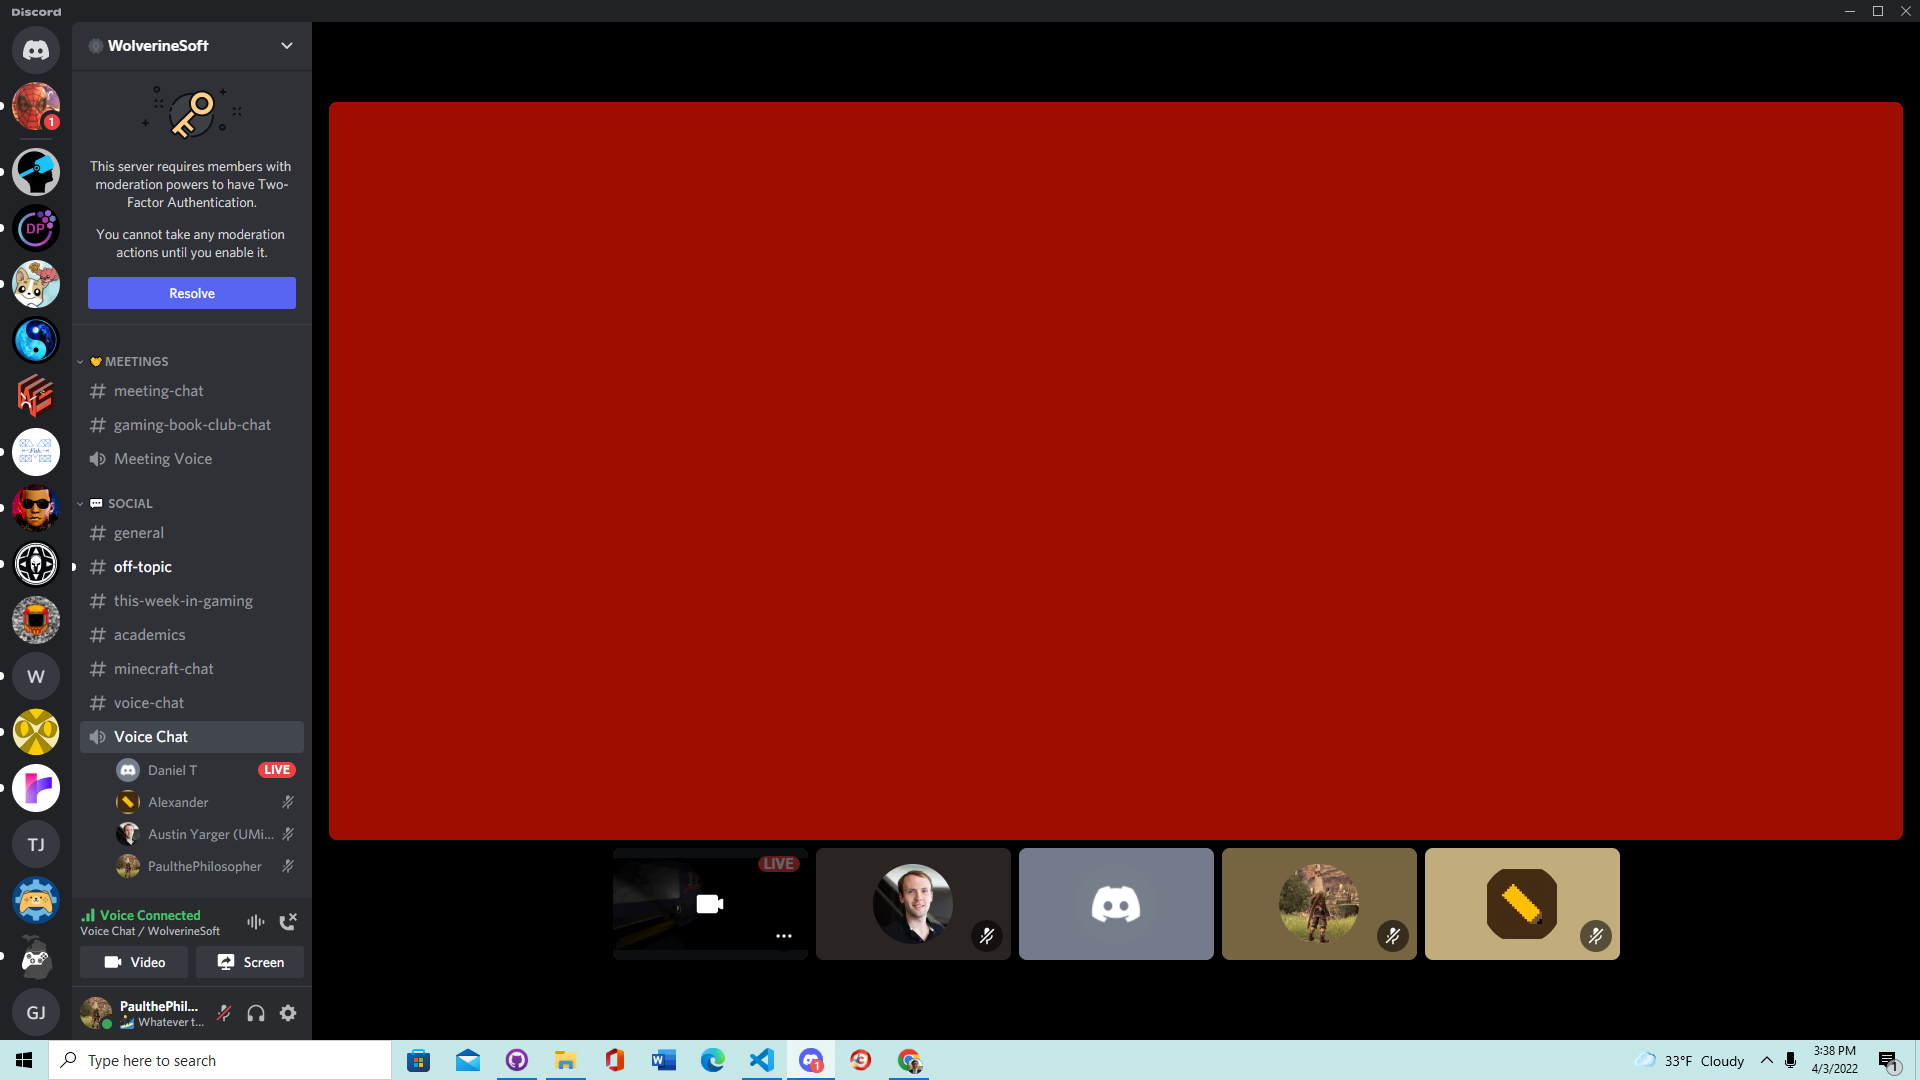 Discord
WolverineSoft
1
This server requires members with
moderation powers to have Two-
Factor Authentication.
You cannot take any moderation
actions until you enable it.
Resolve
DP
MEETINGS
meeting-chat
gaming-book-club-chat
Meeting Voice
SOCIAL
general
off-topic
this-week-in-gaming
academics
minecraft-chat
voice-chat
Voice Chat
Daniel T
LIVE
Alexander
Austin Yarger (UMi...
PaulthePhilosopher
W
TJ
GJ
LIVE
Voice Connected
Voice Chat / WolverineSoft
Video
Screen
PaulthePhil...
Whatever t...
Type here to search
1
33°F Cloudy
3:38 PM
4/3/2022
1